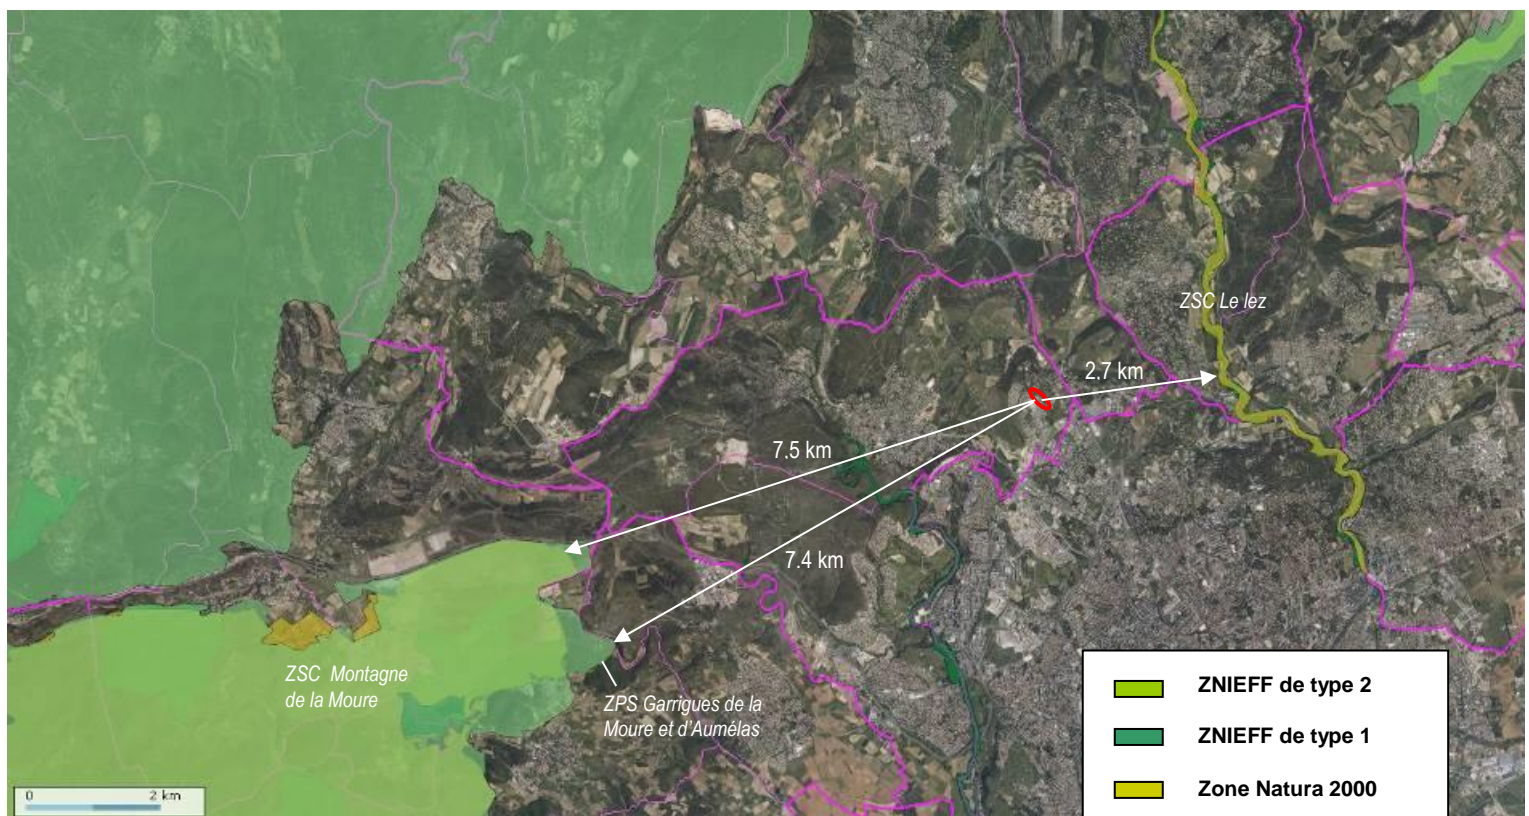 ZSC Le lez
2,7 km
7,5 km
7.4 km
ZSC Montagne
de la Moure
ZPS Garrigues de la
Moure et d'Aumélas
ZNIEFF de type 2
ZNIEFF de type 1
Zone Natura 2000
0 2 km